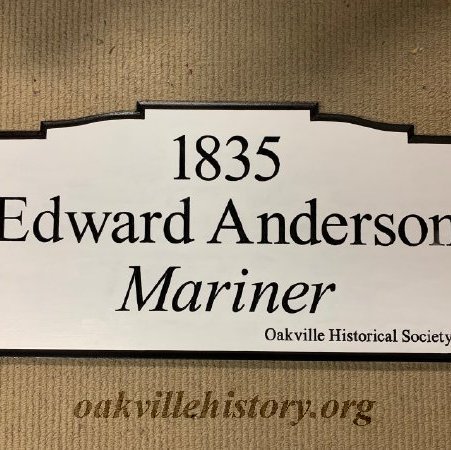 1835
Edward Anderson
Mariner
Oakville Historical Society
oakvillehistory.org